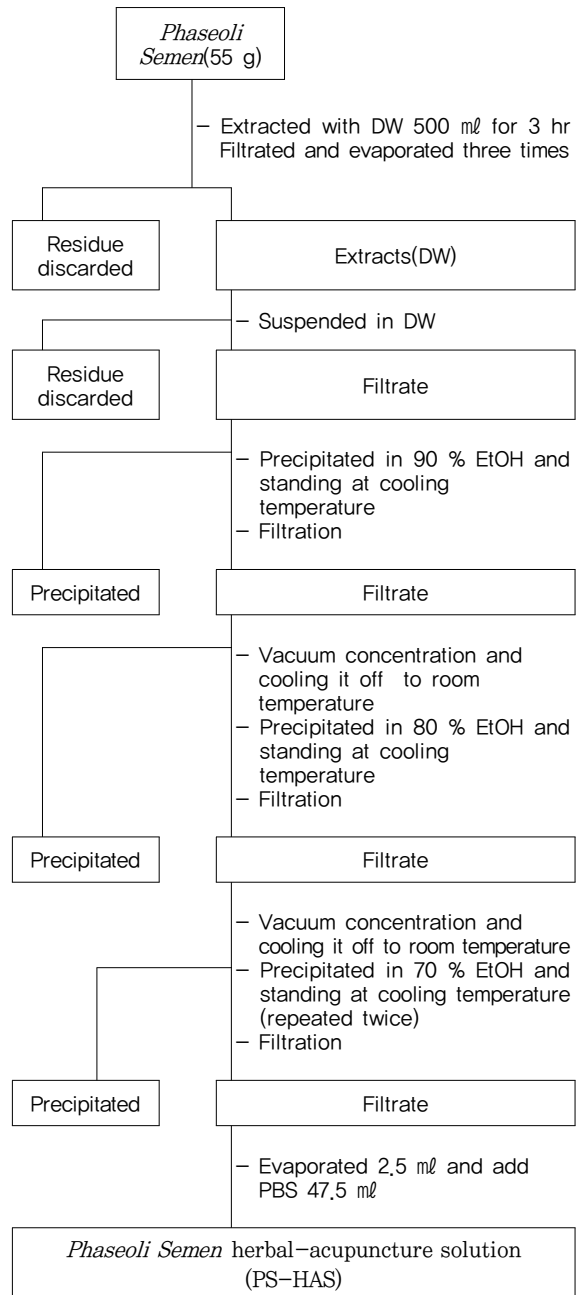 Phaseoli
Semen(55 g)
− Extracted with DW 500 ㎖ for 3 hr
Filtrated and evaporated three times
Residue
discarded
Extracts(DW)
− Suspended in DW
Residue
discarded
Filtrate
− Precipitated in 90 % EtOH and
standing at cooling
temperature
− Filtration
Precipitated
Filtrate
− Vacuum concentration and
cooling it off to room
temperature
− Precipitated in 80 % EtOH and
standing at cooling
temperature
− Filtration
Precipitated
Filtrate
− Vacuum concentration and
cooling it off to room temperature
− Precipitated in 70 % EtOH and
standing at cooling temperature
(repeated twice)
− Filtration
Precipitated
Filtrate
− Evaporated 2.5 ㎖ and add
PBS 47.5 ㎖
Phaseoli Semen herbal−acupuncture solution
(PS−HAS)